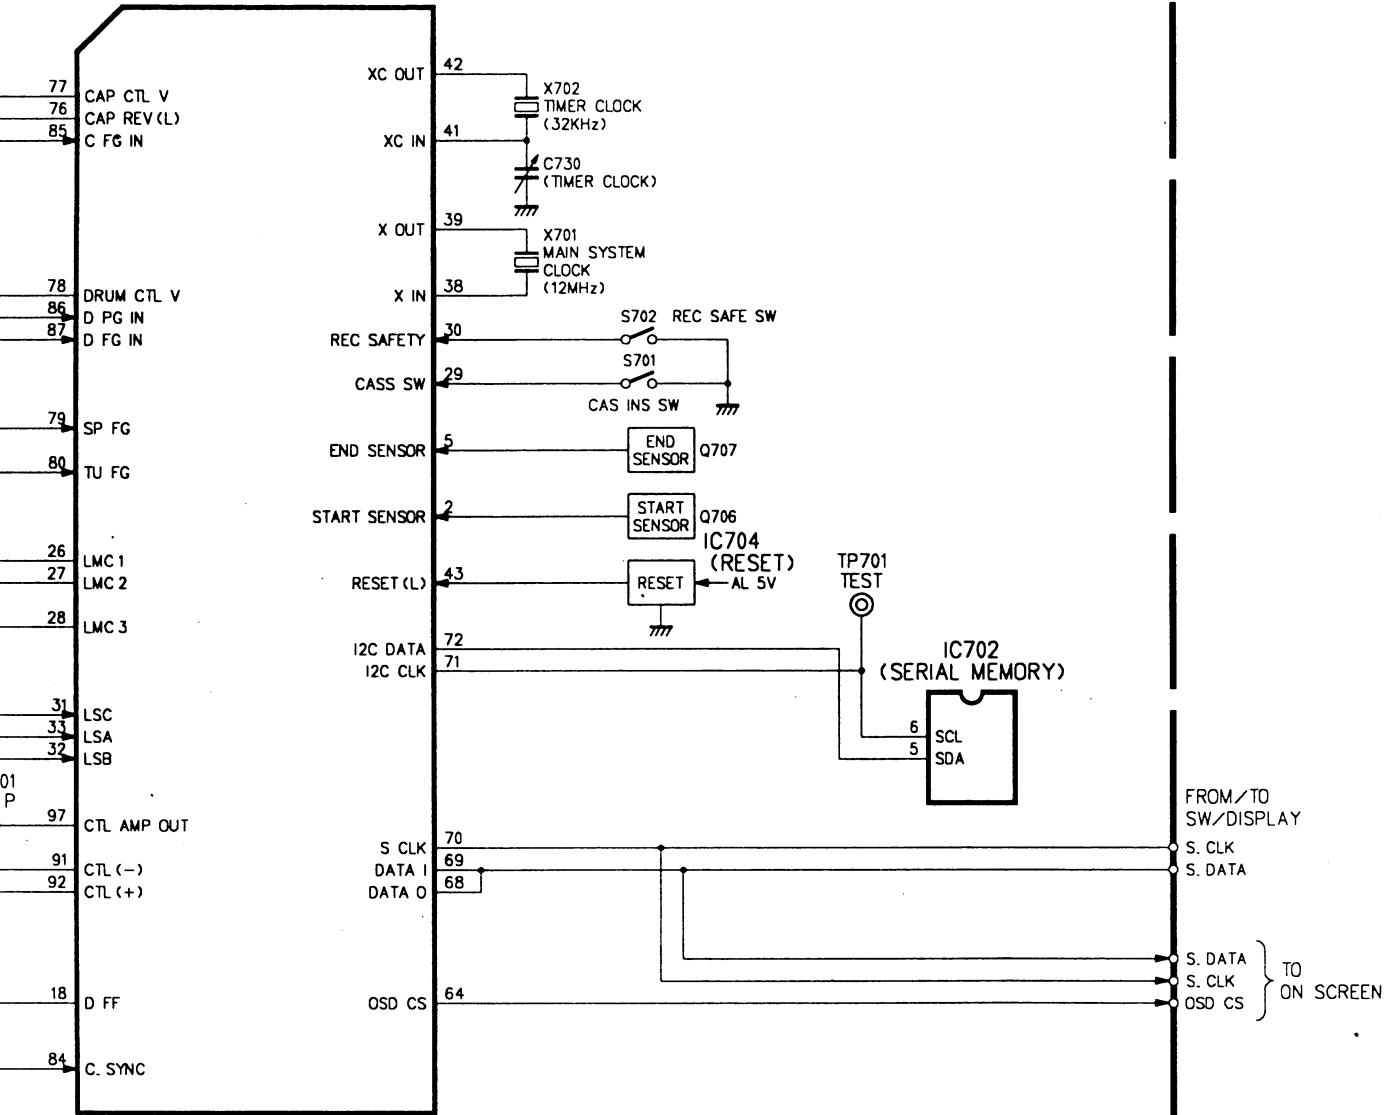 77 CAP CTL V
76 CAP REV(L)
85 C FG IN
78 DRUM CTL V
86 D PG IN
87 D FG IN
79 SP FG
80 TU FG
26 LMC 1
27 LMC 2
28 LMC 3
31 LSC
33 LSA
32 LSB
01
P
97 CTL AMP OUT
91 CTL(-)
92 CTL(+)
18 D FF
84 C. SYNC
XC OUT 42
XC IN 41
X OUT 39
X IN 38
REC SAFETY 30
CASS SW 29
END SENSOR 5
START SENSOR 2
RESET(L) 43
I2C DATA 72
I2C CLK 71
S CLK 70
DATA I 69
DATA O 68
OSD CS 64
X702
TIMER CLOCK
(32KHz)
C730
(TIMER CLOCK)
X701
MAIN SYSTEM
CLOCK
(12MHz)
S702 REC SAFE SW
S701
CAS INS SW
END
SENSOR
Q707
START
SENSOR
Q706
IC704
(RESET)
RESET
AL 5V
TP701
TEST
IC702
(SERIAL MEMORY)
6 SCL
5 SDA
FROM/TO
SW/DISPLAY
S. CLK
S. DATA
S. DATA
S. CLK
OSD CS
TO
ON SCREEN